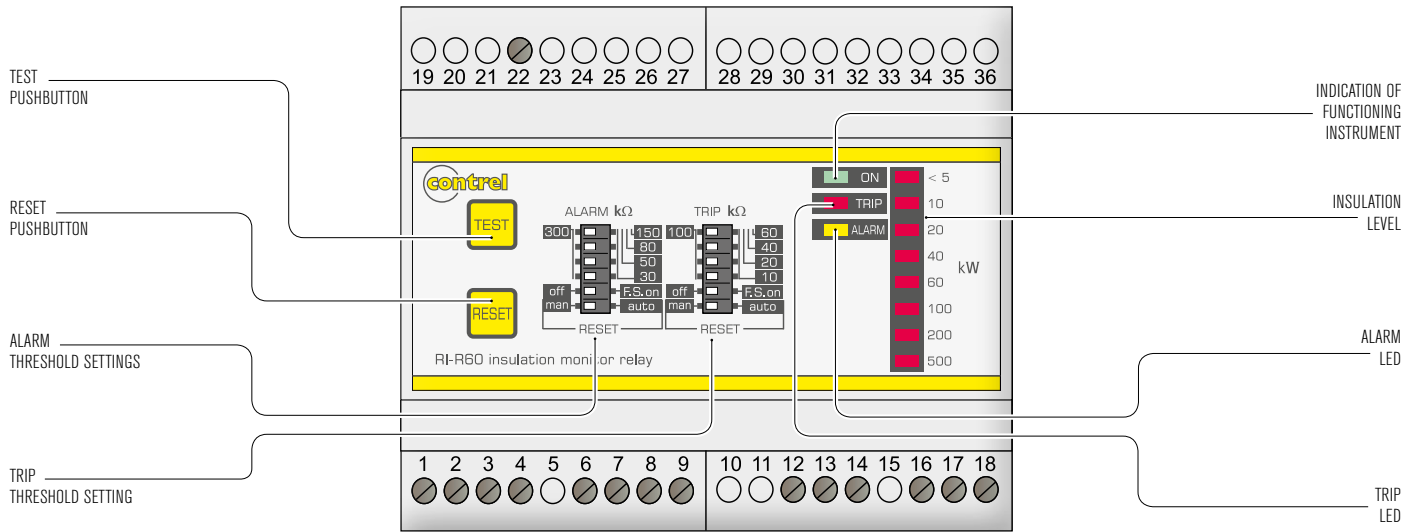 19 20 21 22 23 24 25 26 27
28 29 30 31 32 33 34 35 36
TEST
PUSHBUTTON
RESET
PUSHBUTTON
ALARM
THRESHOLD SETTINGS
TRIP
THRESHOLD SETTING
contrel
TEST
RESET
ALARM kΩ
300
150
80
50
30
off
F.S.on
man
auto
RESET
TRIP kΩ
100
60
40
20
10
off
F.S.on
man
auto
RESET
RI-R60 insulation monitor relay
ON
TRIP
ALARM
< 5
10
20
40
60
100
200
500
kW
INDICATION OF
FUNCTIONING
INSTRUMENT
INSULATION
LEVEL
ALARM
LED
TRIP
LED
1 2 3 4 5 6 7 8 9
10 11 12 13 14 15 16 17 18